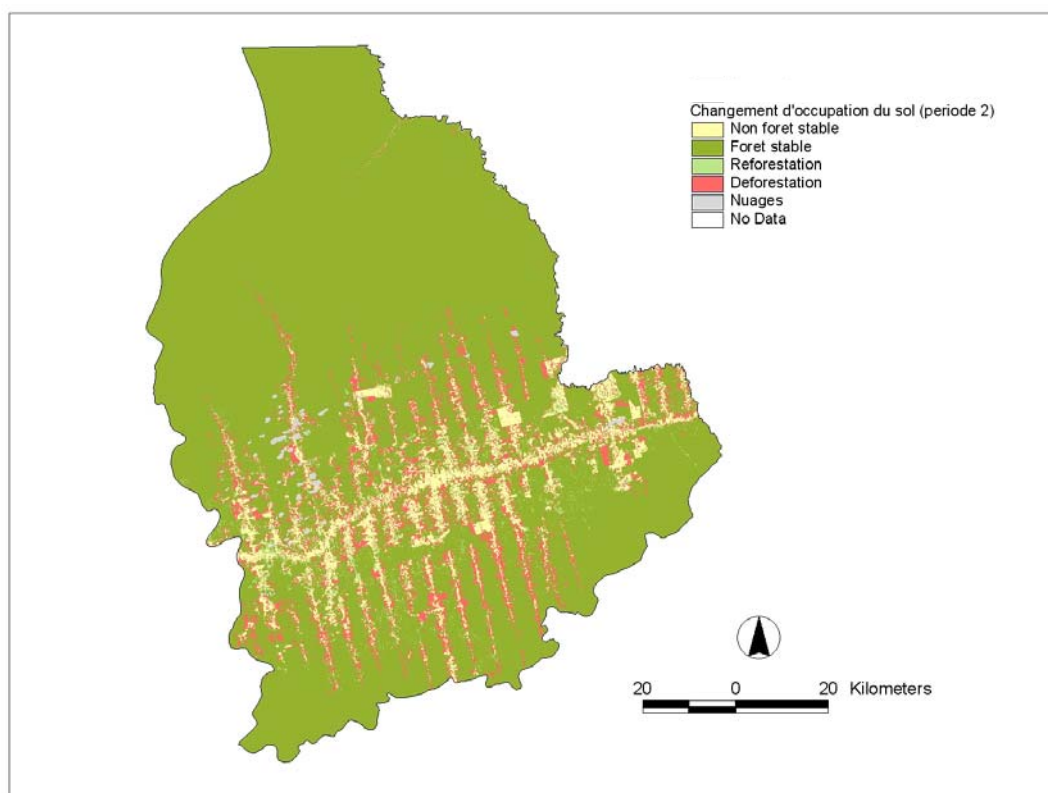 Changement d'occupation du sol (periode 2)
Non foret stable
Foret stable
Reforestation
Deforestation
Nuages
No Data
20 0 20 Kilometers